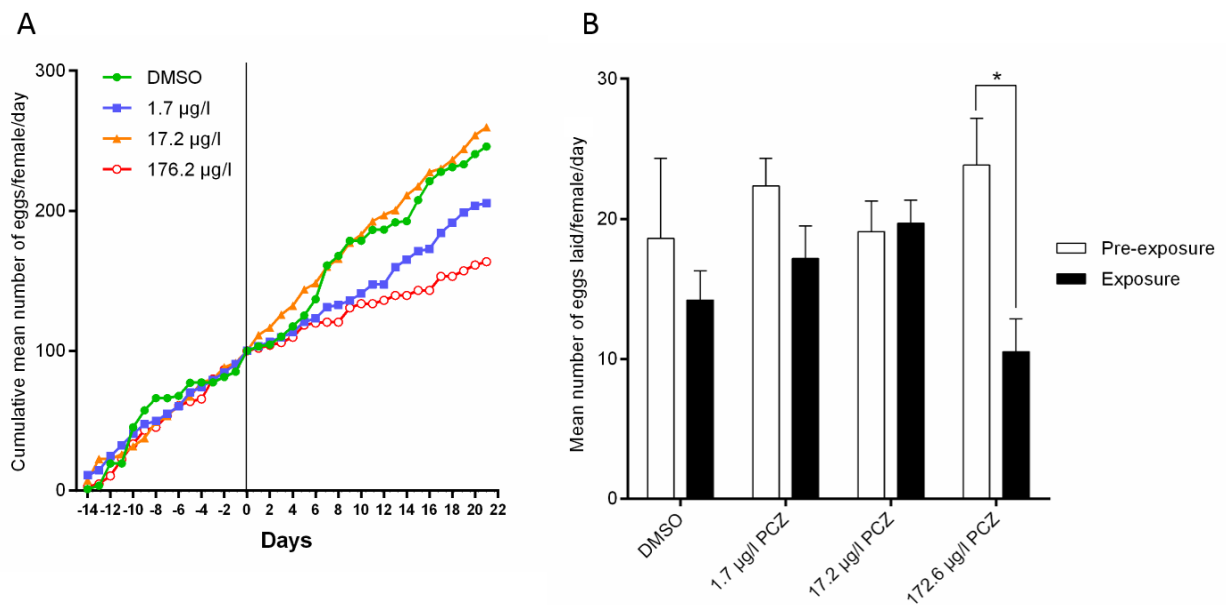 A
Cumulative mean number of eggs/female/day
300
200
100
0
DMSO
1.7 µg/l
17.2 µg/l
176.2 µg/l
-14 -12 -10 -8 -6 -4 -2 0 2 4 6 8 10 12 14 16 18 20 22
Days
B
Mean number of eggs laid/female/day
30
20
10
0
*
DMSO
1.7 µg/l PCZ
17.2 µg/l PCZ
172.6 µg/l PCZ
Pre-exposure
Exposure